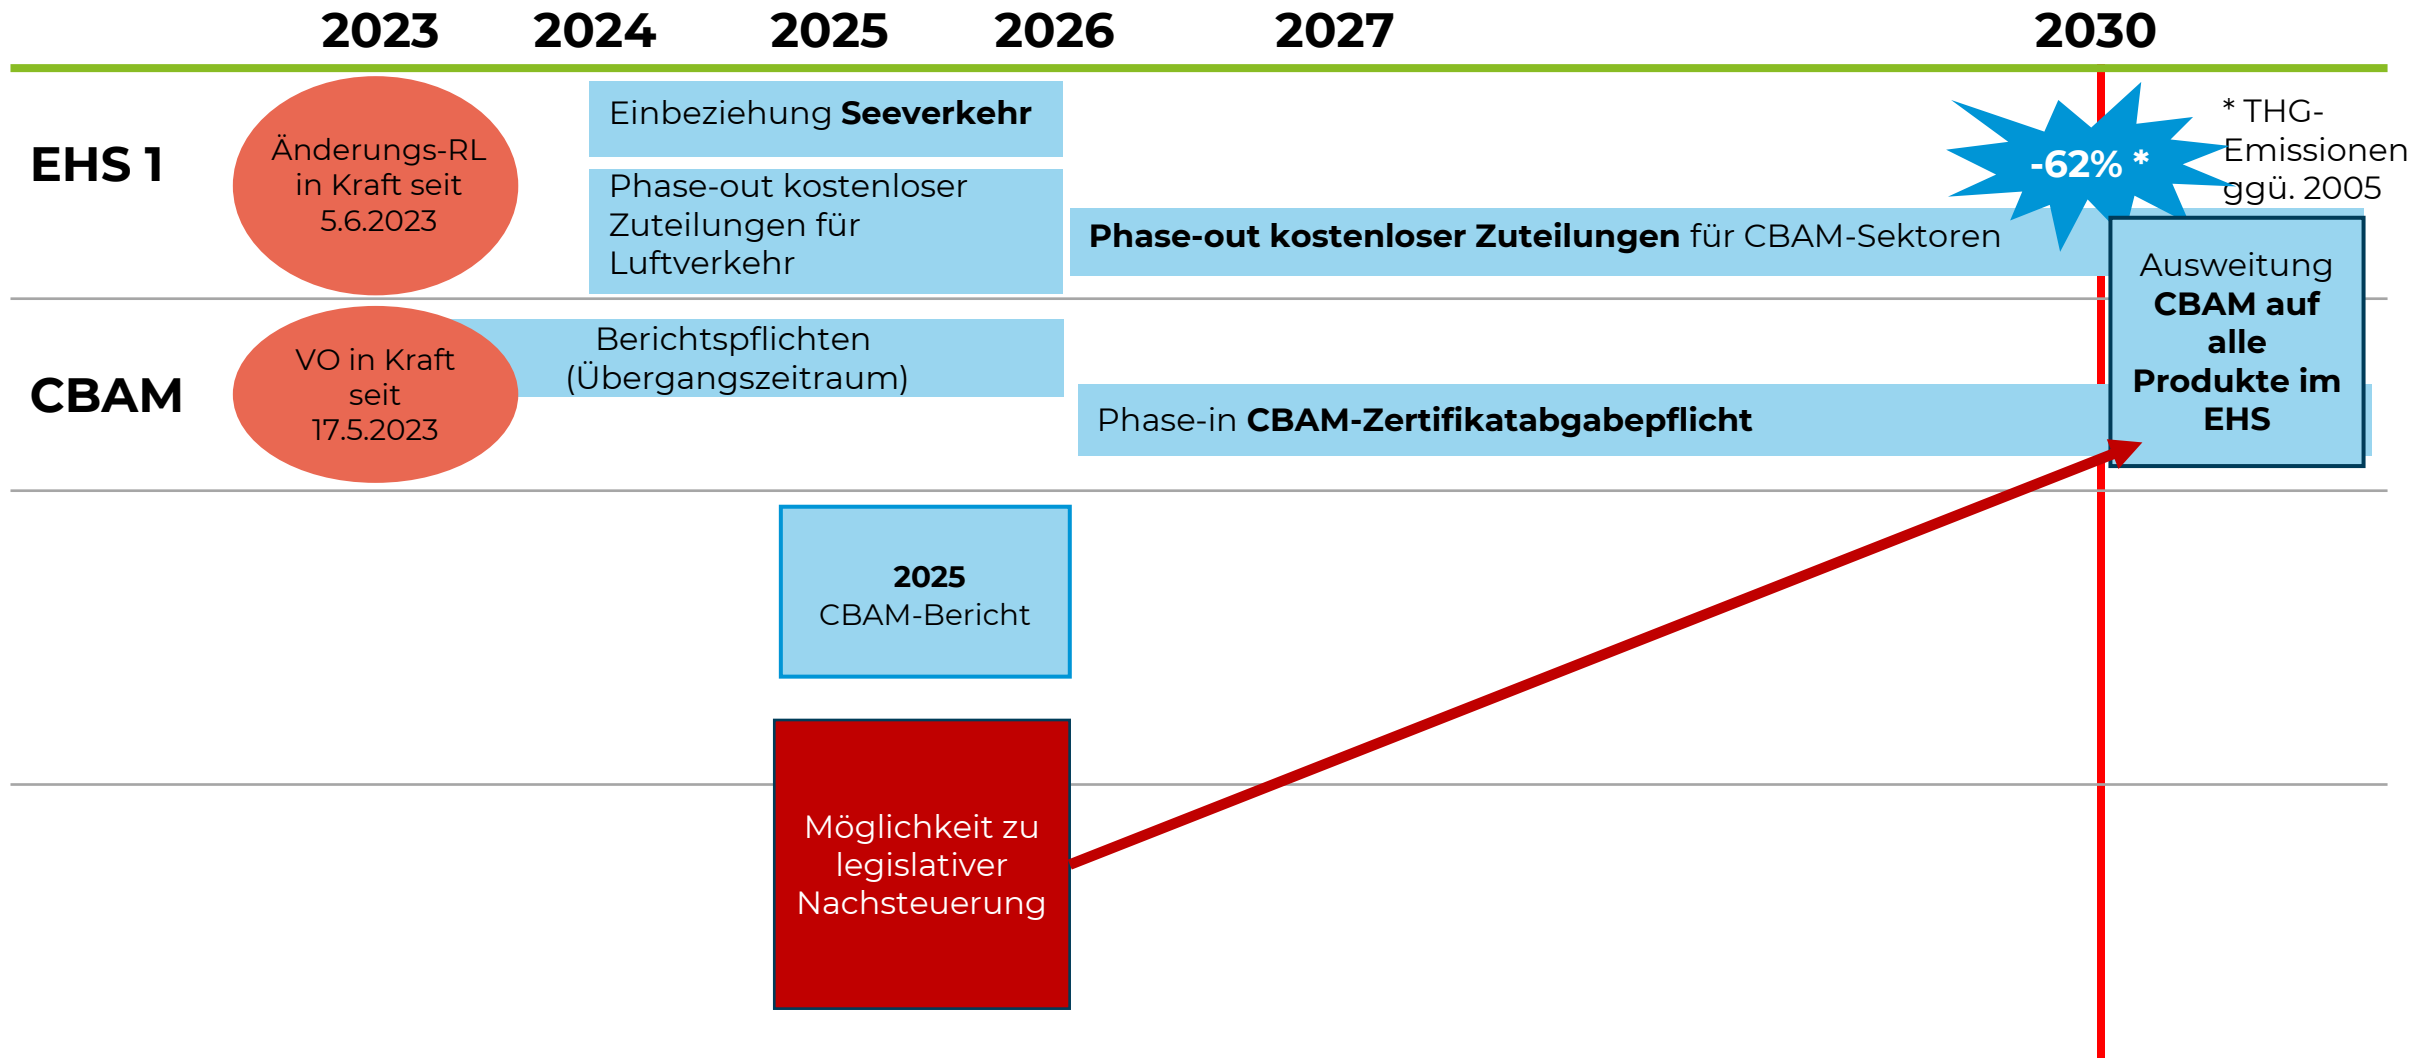 2023 2024 2025 2026 2027 2030
EHS 1
Änderungs-RL
in Kraft seit
5.6.2023
Einbeziehung Seeverkehr
Phase-out kostenloser
Zuteilungen für
Luftverkehr
Phase-out kostenloser Zuteilungen für CBAM-Sektoren
-62% *
* THG-
Emissionen
ggü. 2005
Ausweitung
CBAM auf
alle
Produkte im
EHS
CBAM
VO in Kraft
seit
17.5.2023
Berichtspflichten
(Übergangszeitraum)
Phase-in CBAM-Zertifikatabgabepflicht
2025
CBAM-Bericht
Möglichkeit zu
legislativer
Nachsteuerung